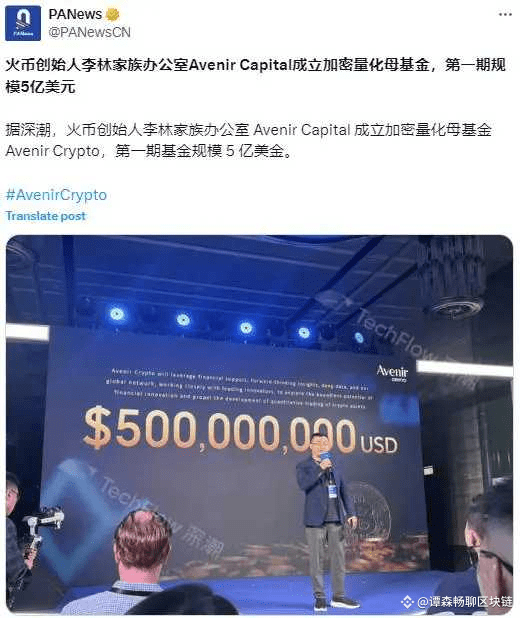 PANews
@PANewsCN
火币创始人李林家族办公室Avenir Capital成立加密量化母基金，第一期规
模5亿美元
据深潮，火币创始人李林家族办公室 Avenir Capital 成立加密量化母基金
Avenir Crypto，第一期基金规模 5 亿美金。
#AvenirCrypto
Translate post
TechFlow 深潮
Avenir
CRYPTO
Avenir Crypto will leverage financial support, forward-thinking insights, deep data, and our
global network, working closely with leading innovators, to explore the boundless potential of
financial innovation and propel the development of quantitative trading of crypto assets.
$500,000,000 USD
TechFlow 深潮
@谭森畅聊区块链